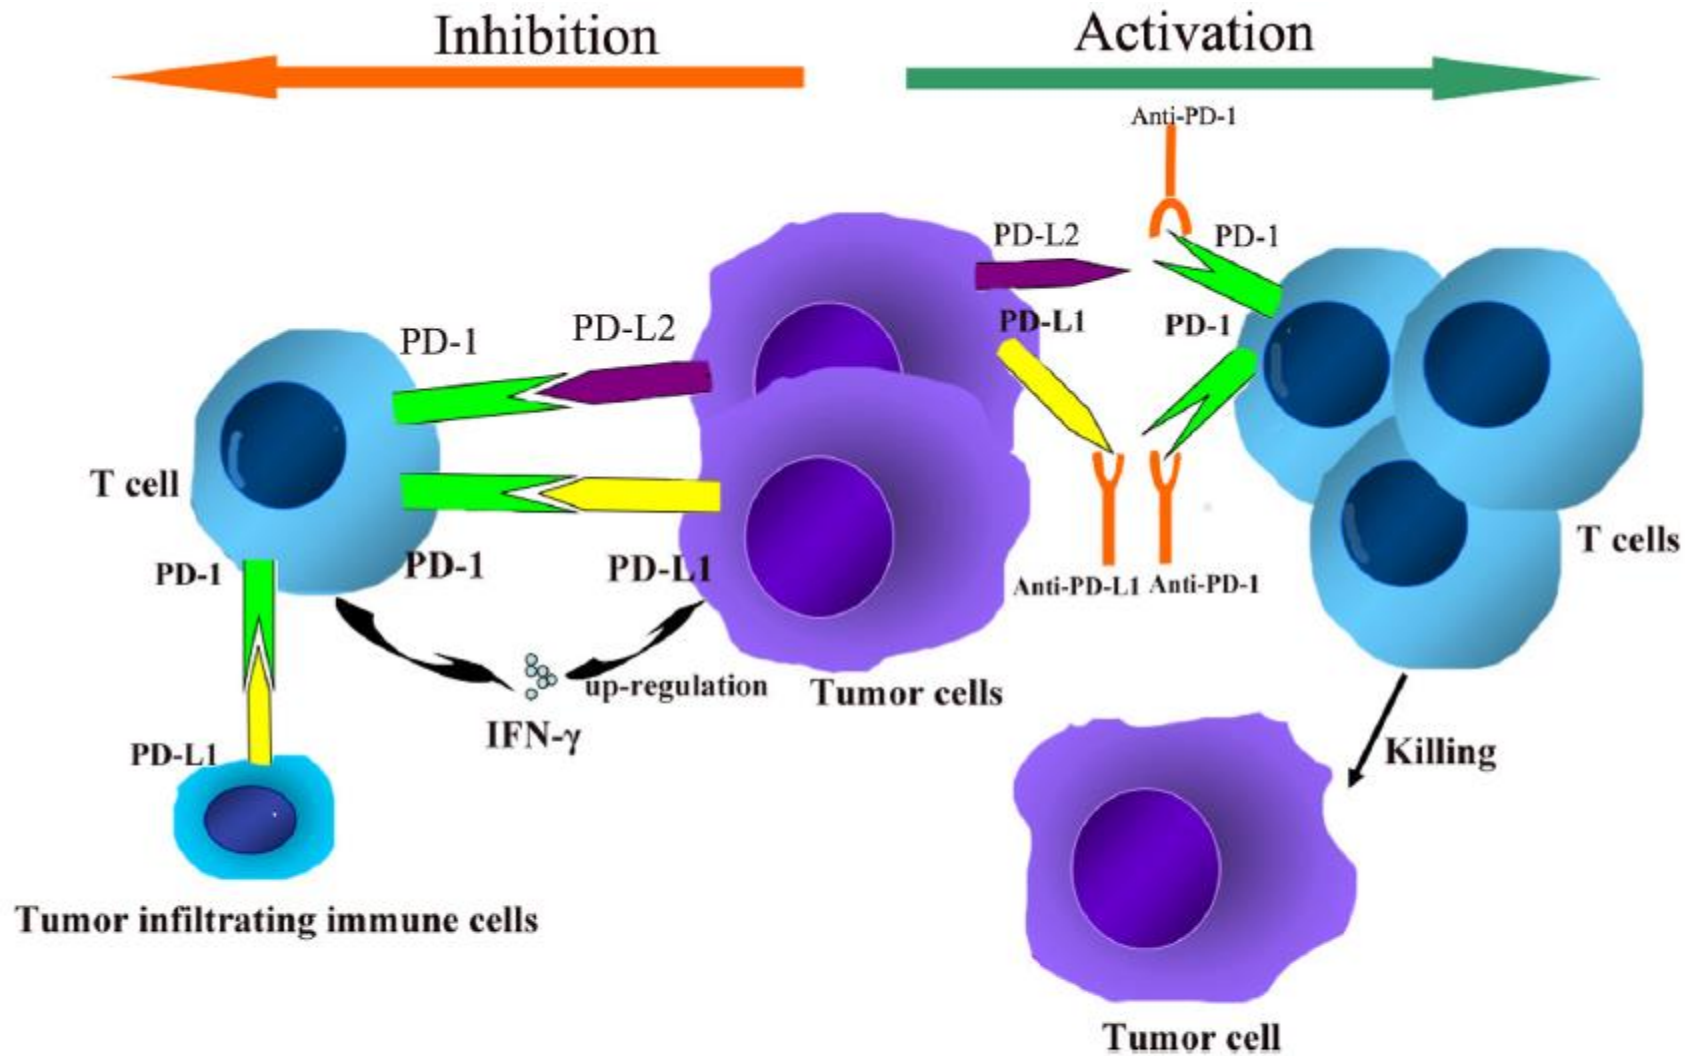 Inhibition
Activation
Anti-PD-1
PD-L2
PD-1
PD-L1
PD-1
PD-1
PD-L2
T cell
PD-1
PD-1
PD-L1
Anti-PD-L1
Anti-PD-1
T cells
up-regulation
Tumor cells
IFN-γ
PD-L1
Killing
Tumor infiltrating immune cells
Tumor cell